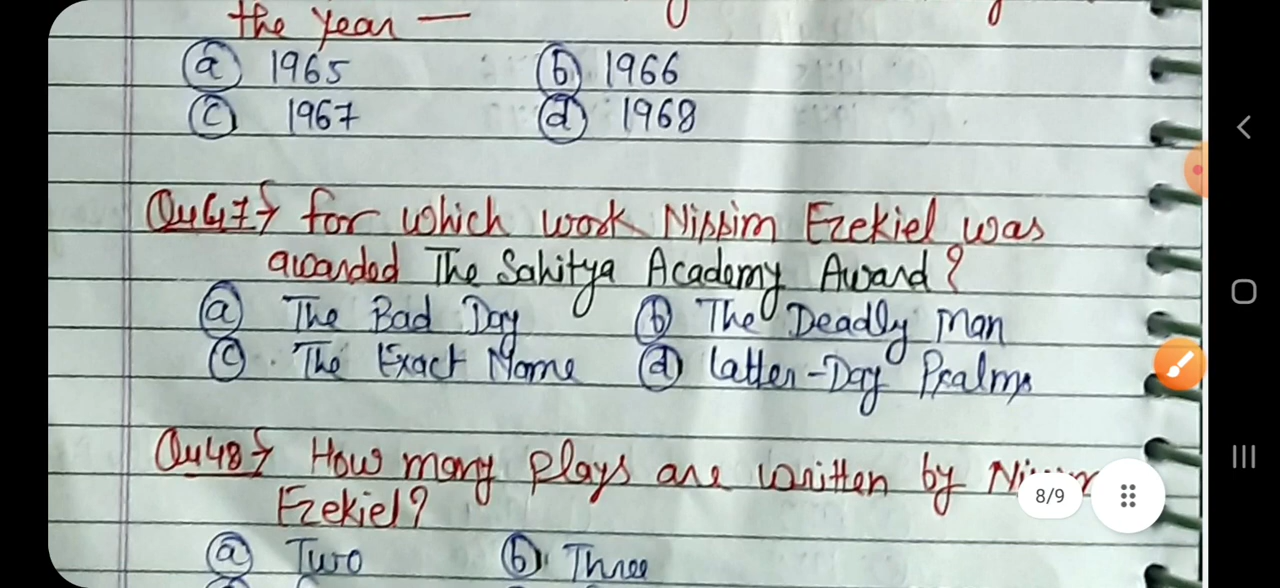 the year —
(a) 1965 (b) 1966
(c) 1967 (d) 1968
Qu47> for which work Nissim Ezekiel was
awarded The Sahitya Academy Award?
(a) The Bad Day (b) The Deadly Man
(c) The Exact Name (d) Latter-Day Psalms
Qu48> How many plays are written by
Ezekiel?
8/9
(a) Two (b) Three